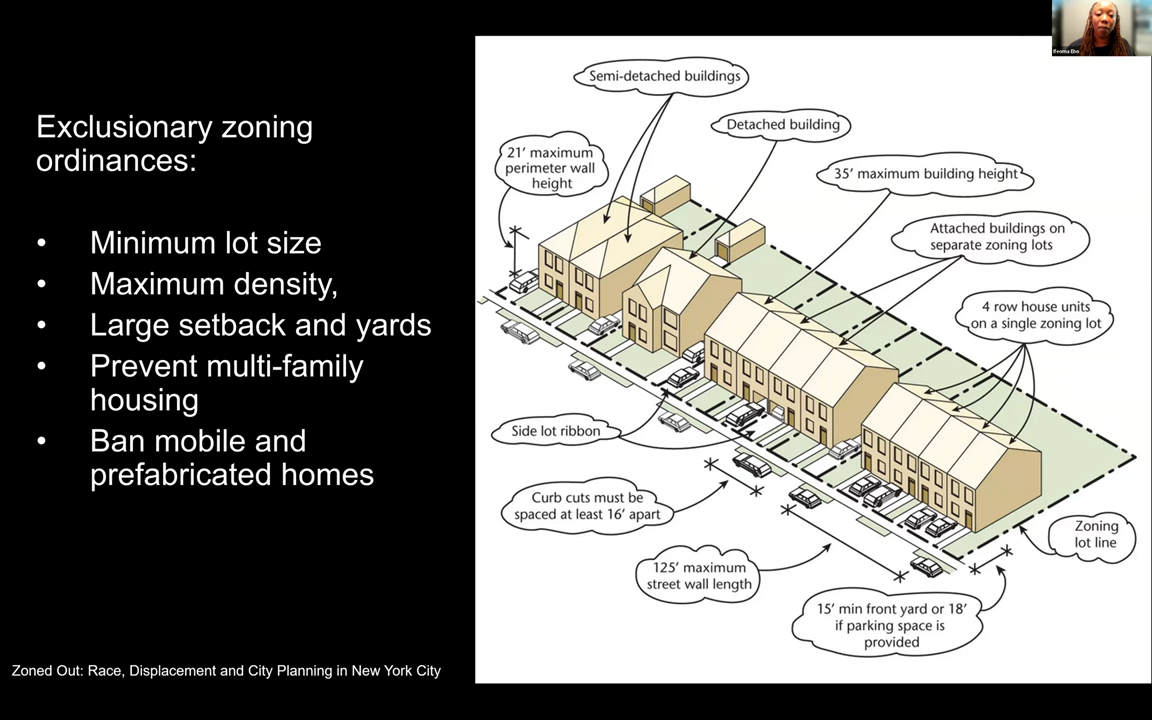 Ifeoma Ebo
Exclusionary zoning
ordinances:
• Minimum lot size
• Maximum density,
• Large setback and yards
• Prevent multi-family
housing
• Ban mobile and
prefabricated homes
Zoned Out: Race, Displacement and City Planning in New York City
Semi-detached buildings
Detached building
21' maximum
perimeter wall
height
35' maximum building height
Attached buildings on
separate zoning lots
4 row house units
on a single zoning lot
Side lot ribbon
Curb cuts must be
spaced at least 16' apart
Zoning
lot line
125' maximum
street wall length
15' min front yard or 18'
if parking space is
provided